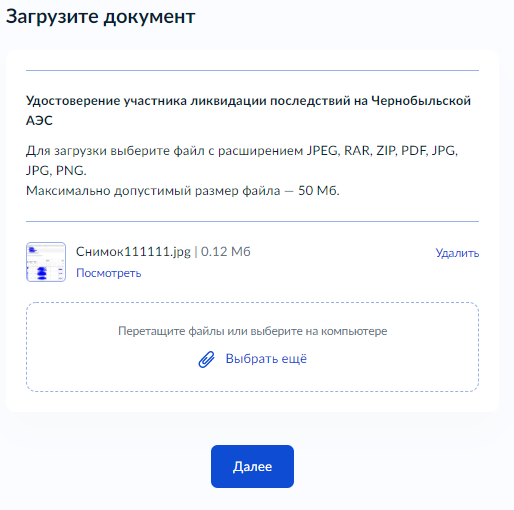 Загрузите документ
Удостоверение участника ликвидации последствий на Чернобыльской
АЭС
Для загрузки выберите файл с расширением JPEG, RAR, ZIP, PDF, JPG,
JPG, PNG.
Максимально допустимый размер файла — 50 Мб.
Снимок111111.jpg | 0.12 Мб
Удалить
Посмотреть
Перетащите файлы или выберите на компьютере
Выбрать ещё
Далее